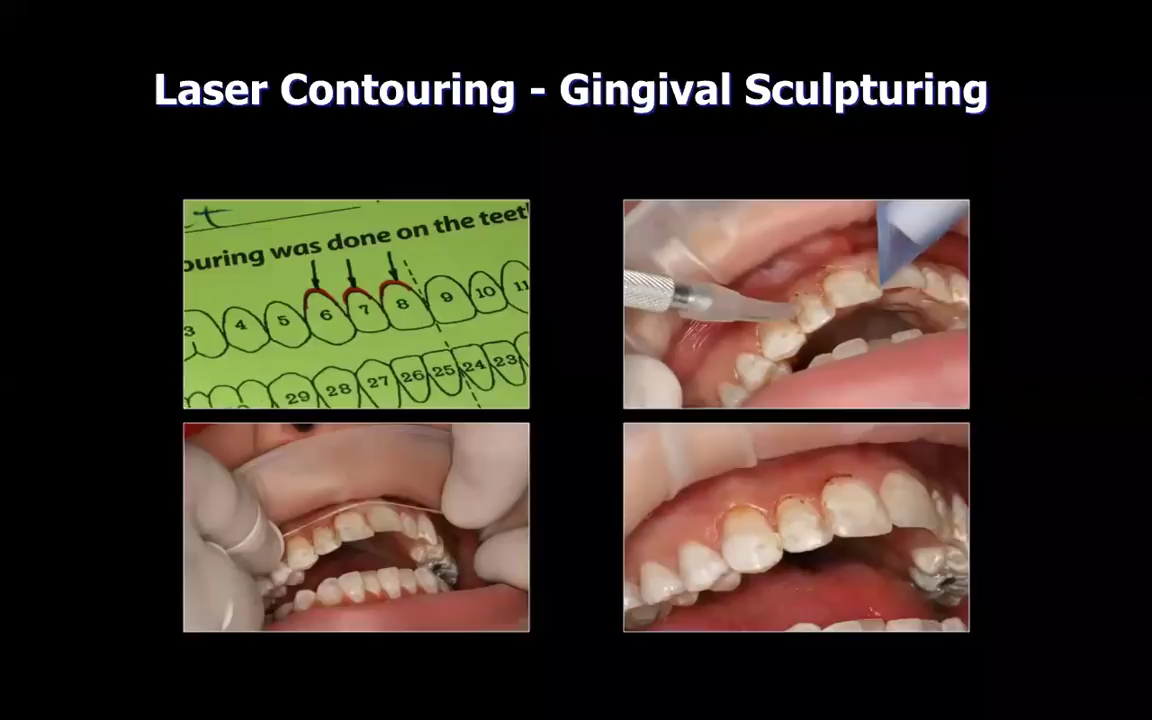 Laser Contouring - Gingival Sculpturing
ouring was done on the teet
3 4 5 6 7 8 9 10 11
29 28 27 26 25 24 23